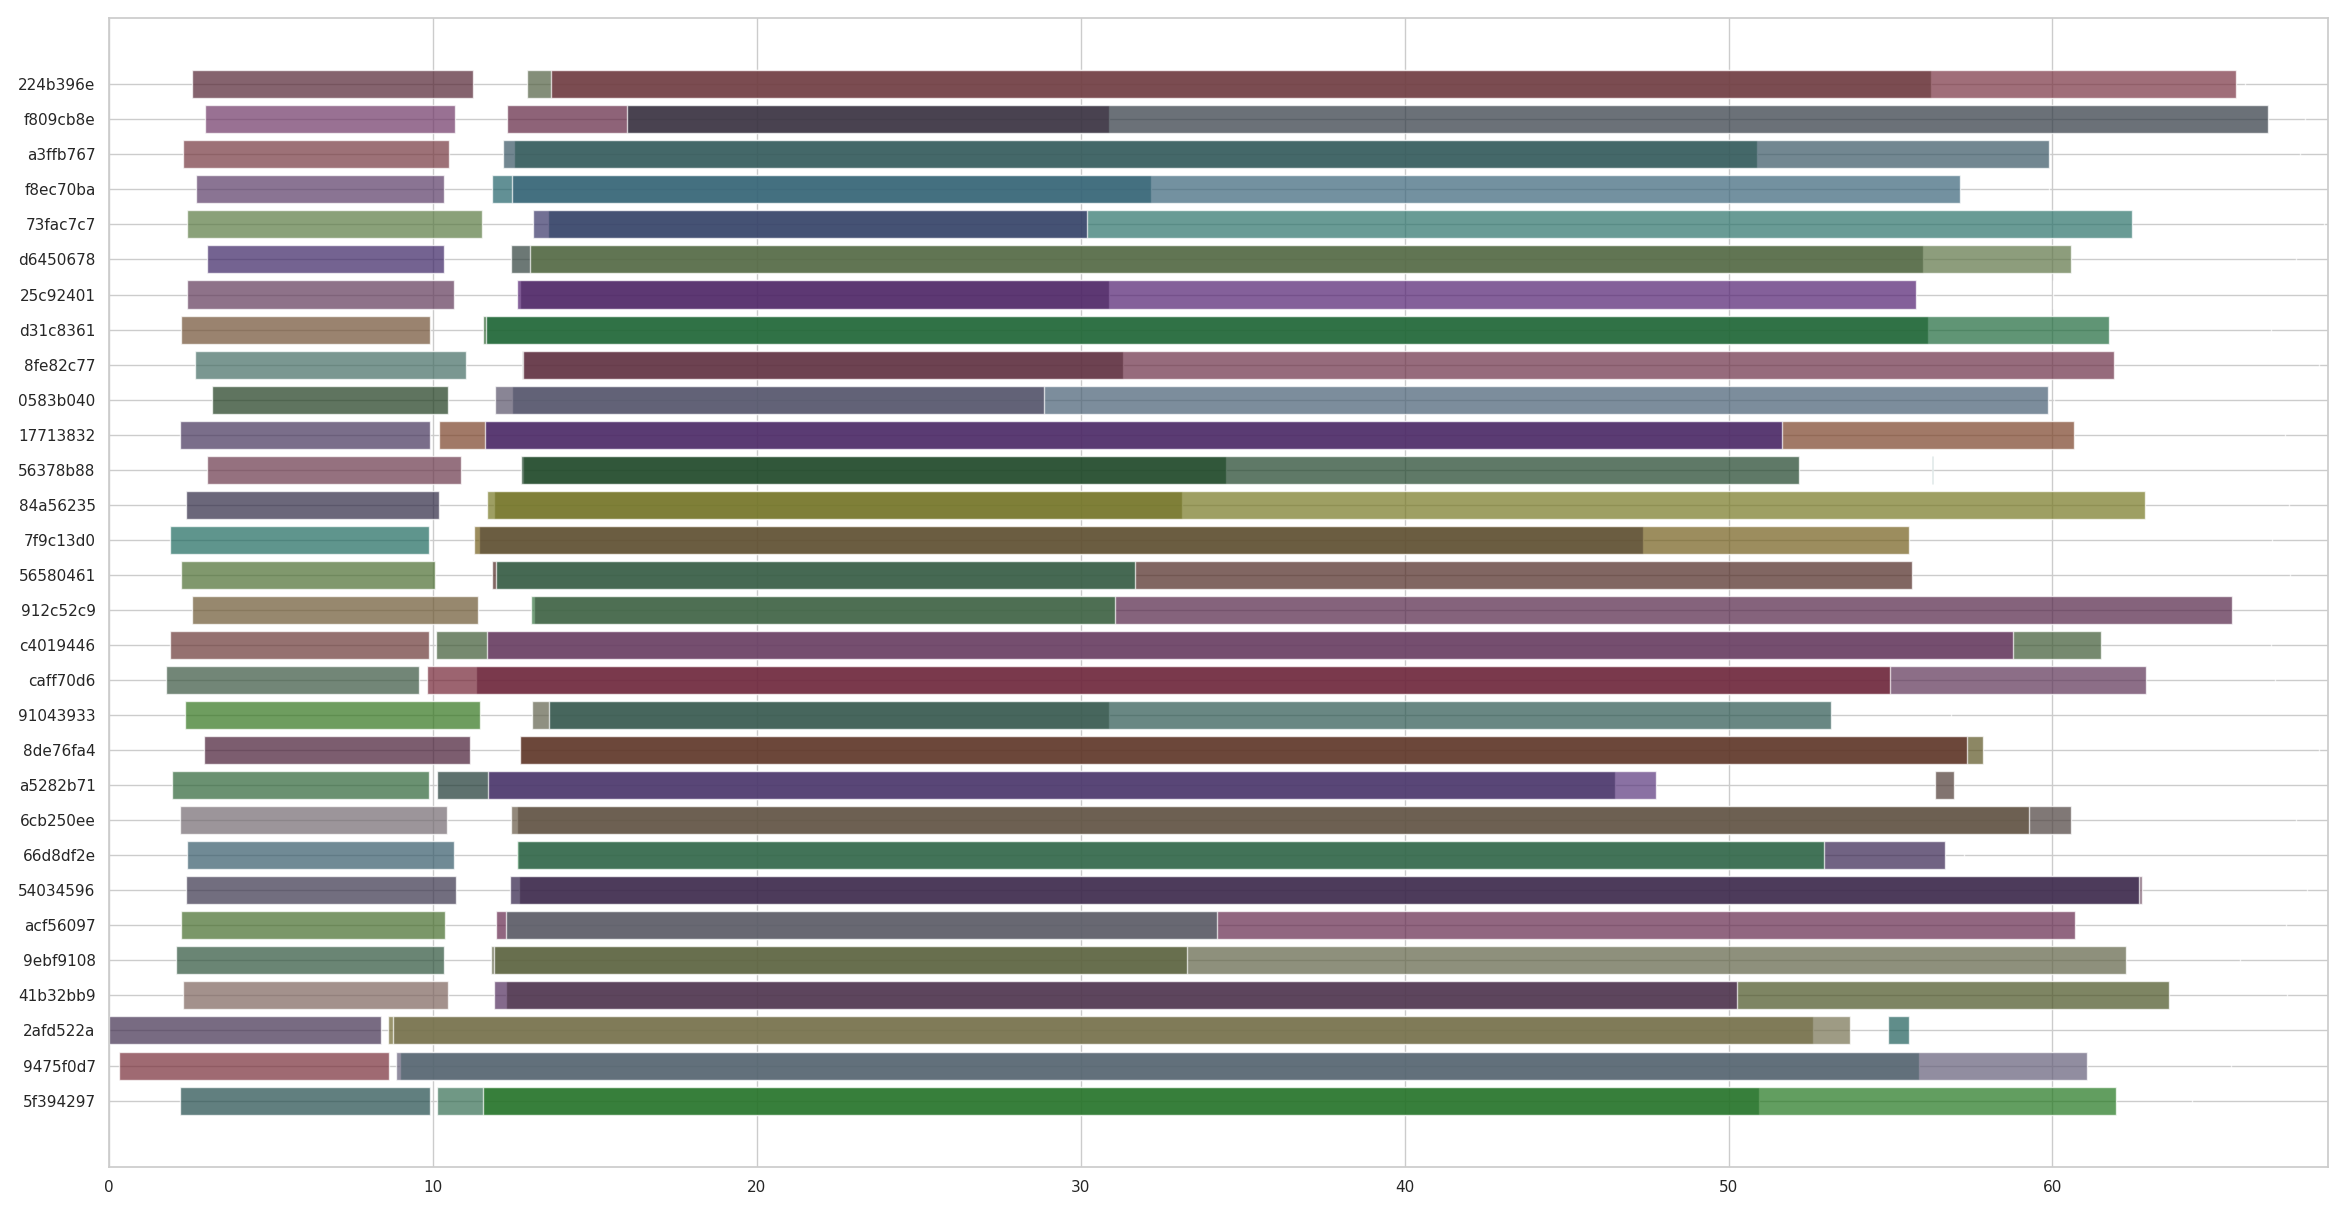 224b396e
f809cb8e
a3ffb767
f8ec70ba
73fac7c7
d6450678
25c92401
d31c8361
8fe82c77
0583b040
17713832
56378b88
84a56235
7f9c13d0
56580461
912c52c9
c4019446
caff70d6
91043933
8de76fa4
a5282b71
6cb250ee
66d8df2e
54034596
acf56097
9ebf9108
41b32bb9
2afd522a
9475f0d7
5f394297
0 10 20 30 40 50 60